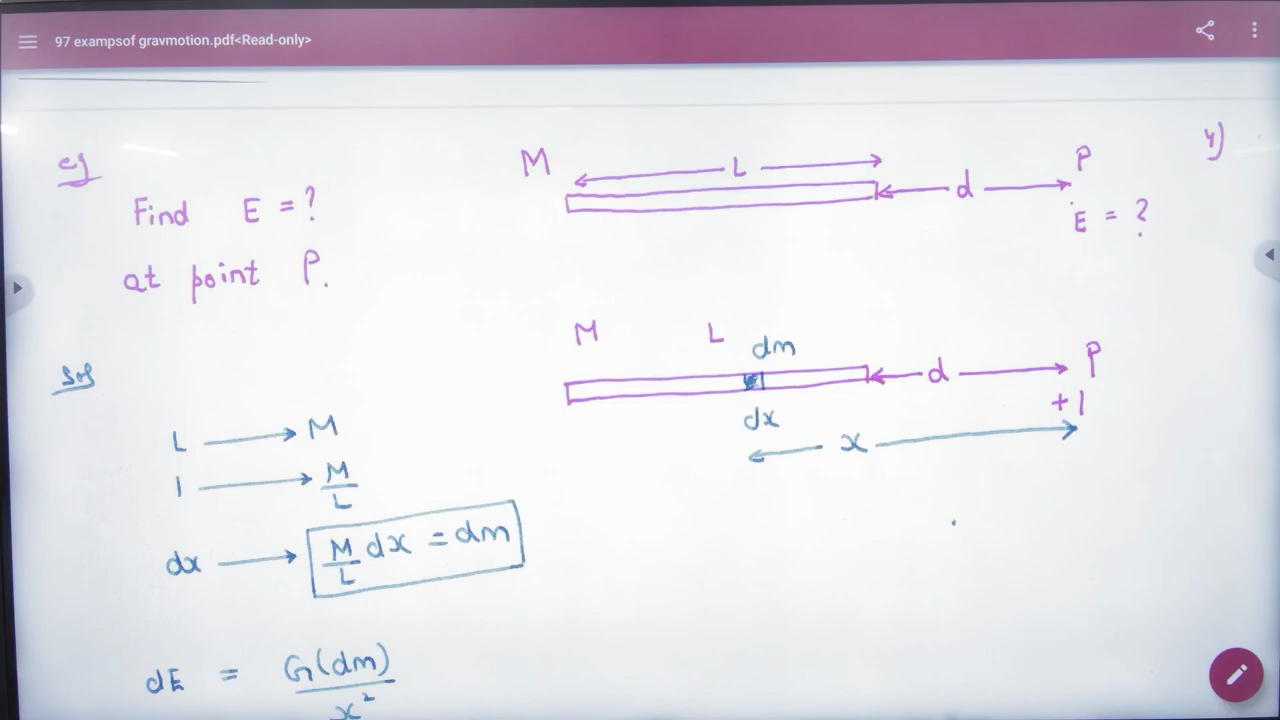 97 exampsof gravmotion.pdf<Read-only>
eg
Find E = ?
at point P.
M
L
d
P
E = ?
4)
Sol
M L
dm
d
P
+1
dx
x
L → M
1 → M/L
dx → M/L dx = dm
dE = G(dm)/x²